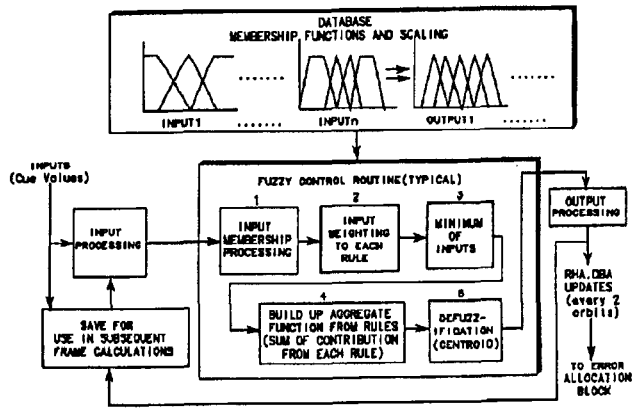 DATABASE
MEMBERSHIP FUNCTIONS AND SCALING
INPUT1
INPUTn
OUTPUT1
INPUTS
(Cue Values)
FUZZY CONTROL ROUTINE(TYPICAL)
1
2
3
INPUT
PROCESSING
INPUT
MEMBERSHIP
PROCESSING
INPUT
WEIGHTING
TO EACH
RULE
MINIMUM
OF
INPUTS
OUTPUT
PROCESSING
4
5
BUILD UP AGGREGATE
FUNCTION FROM RULES
(SUM OF CONTRIBUTION
FROM EACH RULE)
DEFUZZ-
IFICATION
(CENTROID)
SAVE FOR
USE IN SUBSEQUENT
FRAME CALCULATIONS
RHA,DBA
UPDATES
(every 2
orbits)
TO ERROR
ALLOCATION
BLOCK